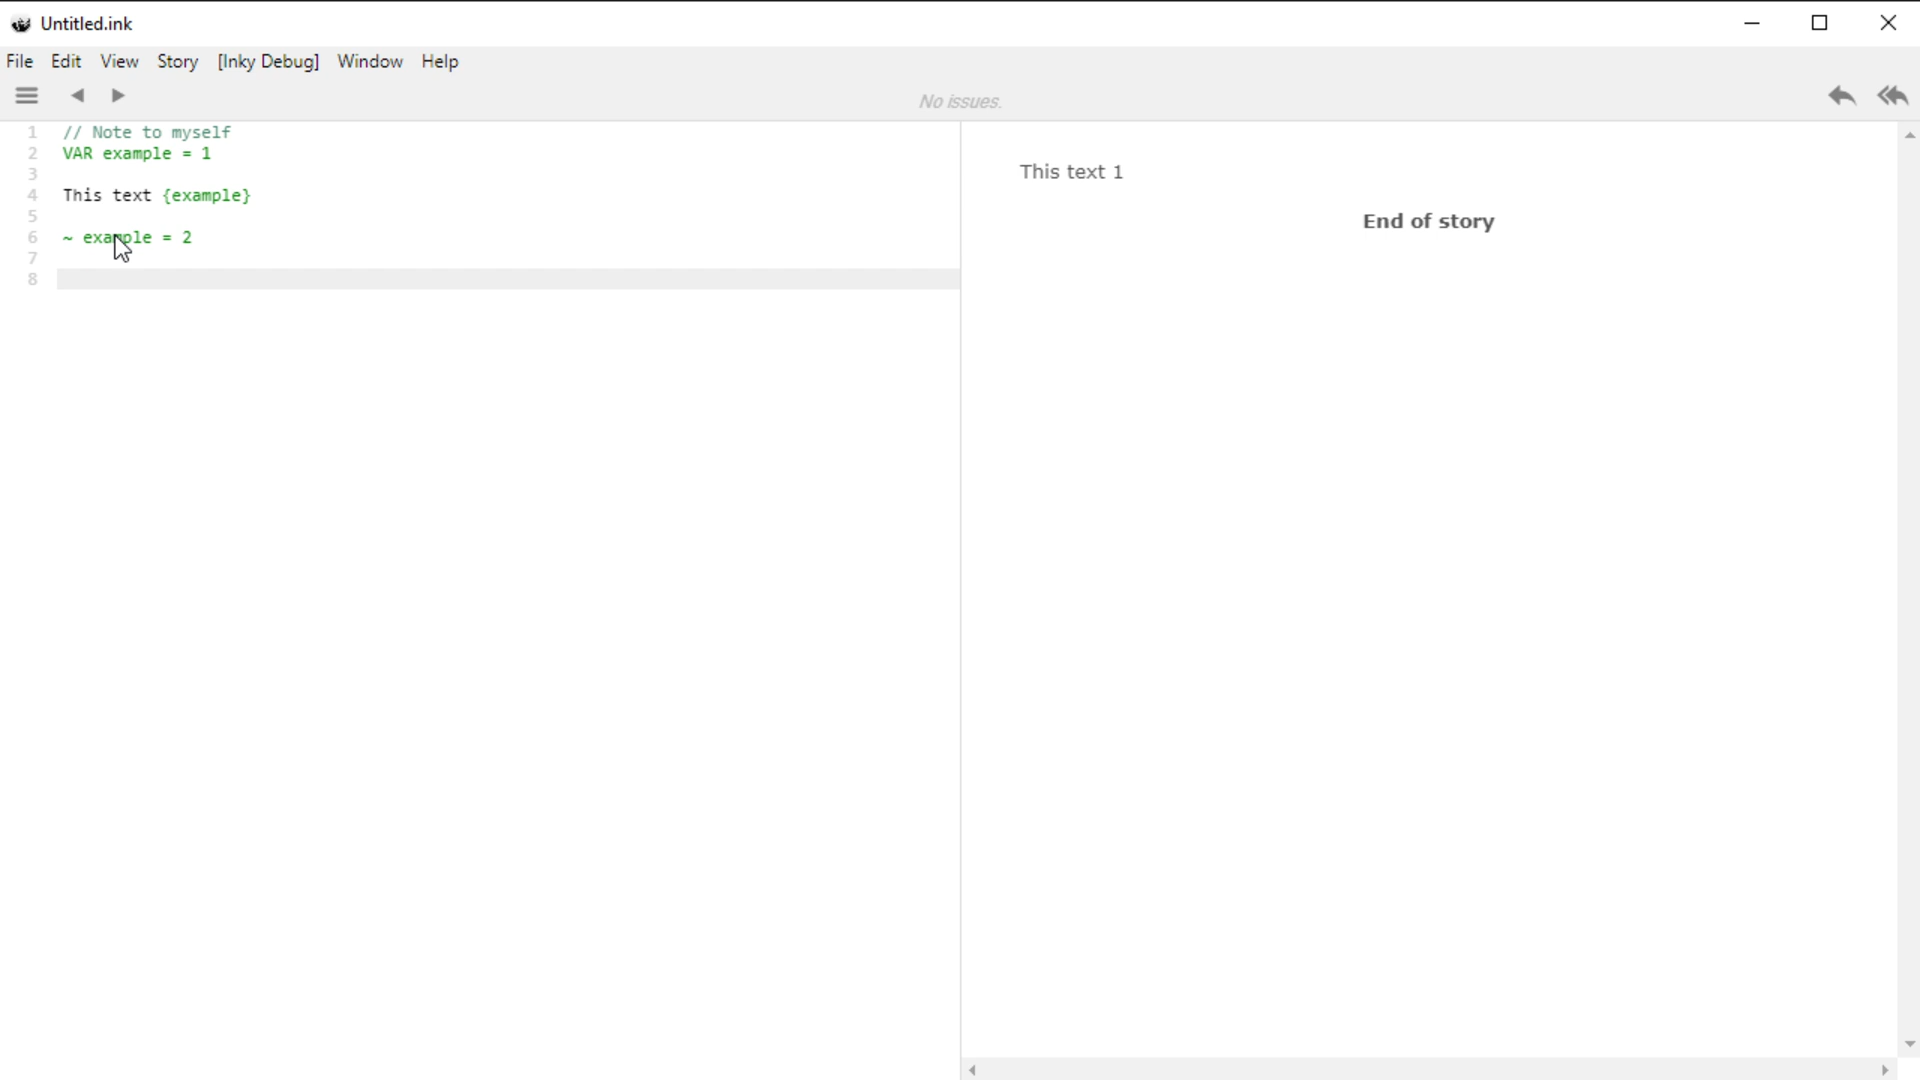 Untitled.ink
File Edit View Story [Inky Debug] Window Help
No issues.
1 // Note to myself
2 VAR example = 1
3
4 This text {example}
5
6 ~ example = 2
7
8
This text 1
End of story